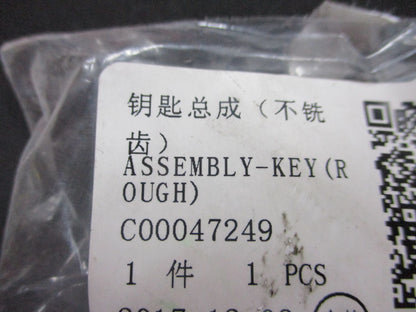 钥匙总成（不铣
齿）
ASSEMBLY-KEY(R
OUGH)
C00047249
1 件 1 PCS